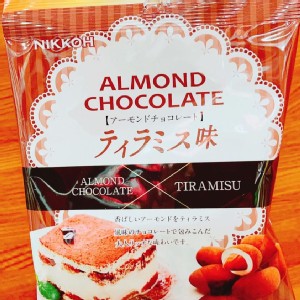 NIKKOH
ALMOND
CHOCOLATE
【アーモンドチョコレート】
ティラミス味
ALMOND
CHOCOLATE × TIRAMISU
香ばしいアーモンドをティラミス
風味のチョコレートで包みこんだ